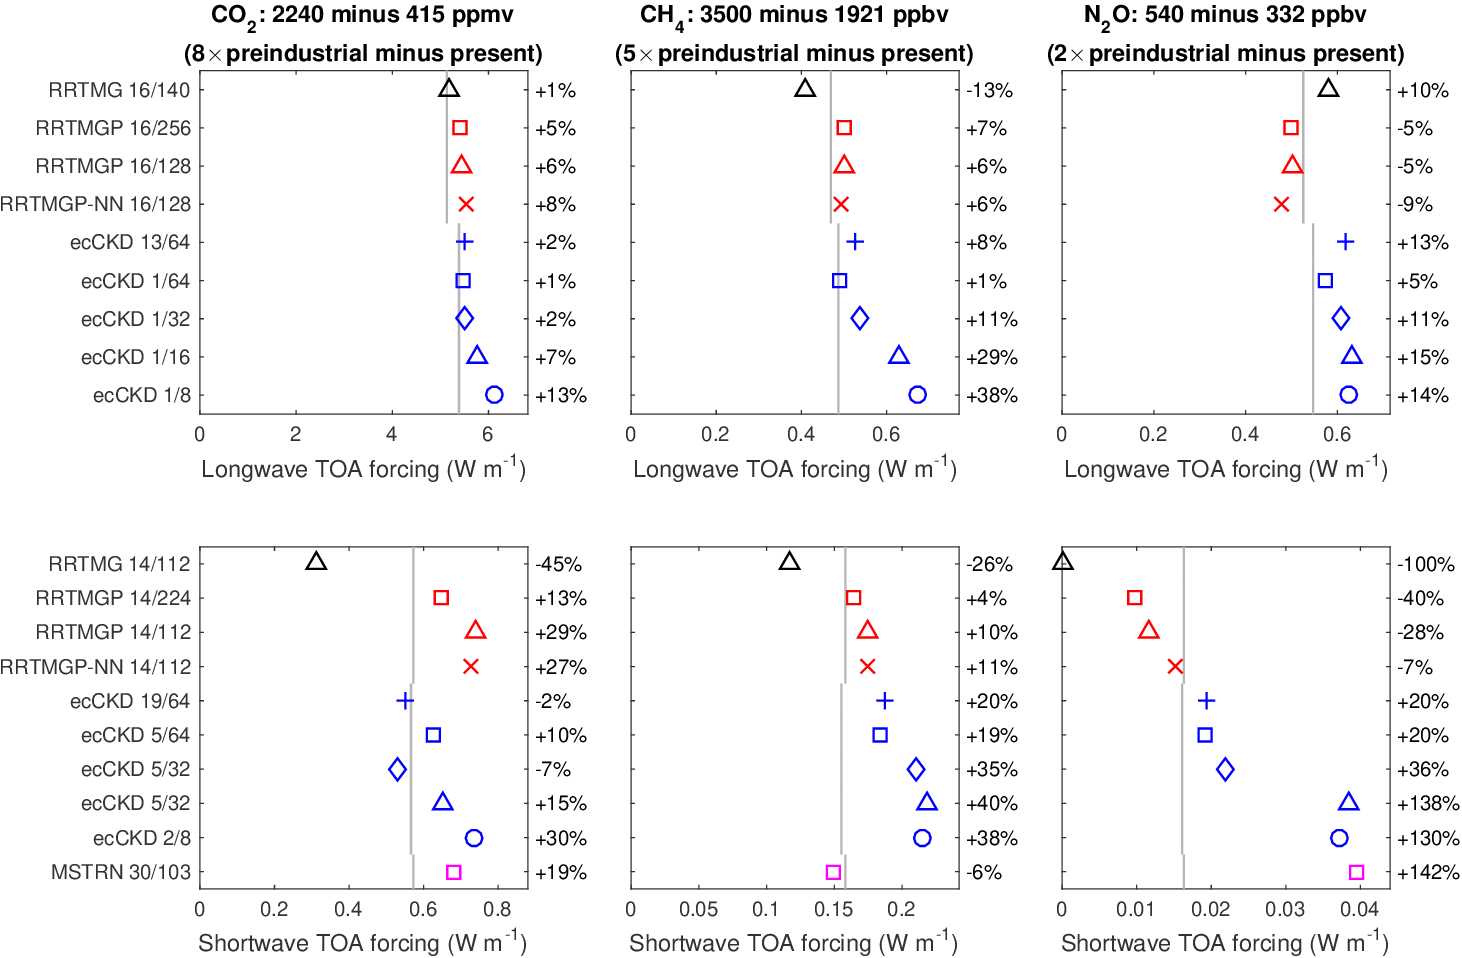 CO2: 2240 minus 415 ppmv
(8×preindustrial minus present)
CH4: 3500 minus 1921 ppbv
(5×preindustrial minus present)
N2O: 540 minus 332 ppbv
(2×preindustrial minus present)
RRTMG 16/140
RRTMGP 16/256
RRTMGP 16/128
RRTMGP-NN 16/128
ecCKD 13/64
ecCKD 1/64
ecCKD 1/32
ecCKD 1/16
ecCKD 1/8
+1%
+5%
+6%
+8%
+2%
+1%
+2%
+7%
+13%
0 2 4 6
Longwave TOA forcing (W m-1)
-13%
+7%
+6%
+6%
+8%
+1%
+11%
+29%
+38%
0 0.2 0.4 0.6
Longwave TOA forcing (W m-1)
+10%
-5%
-5%
-9%
+13%
+5%
+11%
+15%
+14%
0 0.2 0.4 0.6
Longwave TOA forcing (W m-1)
RRTMG 14/112
RRTMGP 14/224
RRTMGP 14/112
RRTMGP-NN 14/112
ecCKD 19/64
ecCKD 5/64
ecCKD 5/32
ecCKD 5/32
ecCKD 2/8
MSTRN 30/103
-45%
+13%
+29%
+27%
-2%
+10%
-7%
+15%
+30%
+19%
0 0.2 0.4 0.6 0.8
Shortwave TOA forcing (W m-1)
-26%
+4%
+10%
+11%
+20%
+19%
+35%
+40%
+38%
-6%
0 0.05 0.1 0.15 0.2
Shortwave TOA forcing (W m-1)
-100%
-40%
-28%
-7%
+20%
+20%
+36%
+138%
+130%
+142%
0 0.01 0.02 0.03 0.04
Shortwave TOA forcing (W m-1)